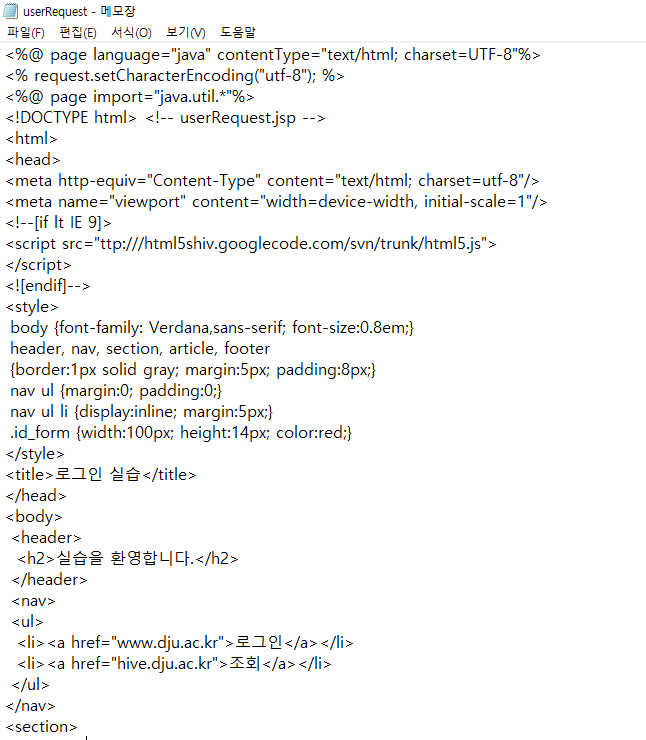 userRequest - 메모장
파일(F) 편집(E) 서식(O) 보기(V) 도움말
<%@ page language="java" contentType="text/html; charset=UTF-8"%>
<% request.setCharacterEncoding("utf-8"); %>
<%@ page import="java.util.*"%>
<!DOCTYPE html> <!-- userRequest.jsp -->
<html>
<head>
<meta http-equiv="Content-Type" content="text/html; charset=utf-8"/>
<meta name="viewport" content="width=device-width, initial-scale=1"/>
<!--[if lt IE 9]>
<script src="ttp:///html5shiv.googlecode.com/svn/trunk/html5.js">
</script>
<![endif]-->
<style>
body {font-family: Verdana,sans-serif; font-size:0.8em;}
header, nav, section, article, footer
{border:1px solid gray; margin:5px; padding:8px;}
nav ul {margin:0; padding:0;}
nav ul li {display:inline; margin:5px;}
.id_form {width:100px; height:14px; color:red;}
</style>
<title>로그인 실습</title>
</head>
<body>
<header>
<h2>실습을 환영합니다.</h2>
</header>
<nav>
<ul>
<li><a href="www.dju.ac.kr">로그인</a></li>
<li><a href="hive.dju.ac.kr">조회</a></li>
</ul>
</nav>
<section>